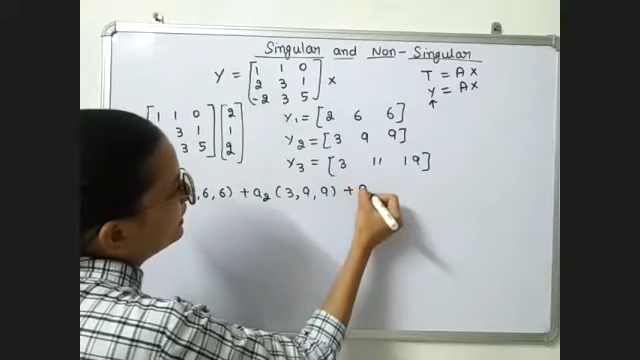 Singular and Non-Singular
Y = [1 1 0
2 3 1
-2 3 5] x
T = Ax
y = Ax
↑
[1 1 0
3 1
3 5] [2
1
2]
y₁ = [2 6 6]
y₂ = [3 9 9]
y₃ = [3 11 19]
,6,6) + a₂ (3,9,9) +